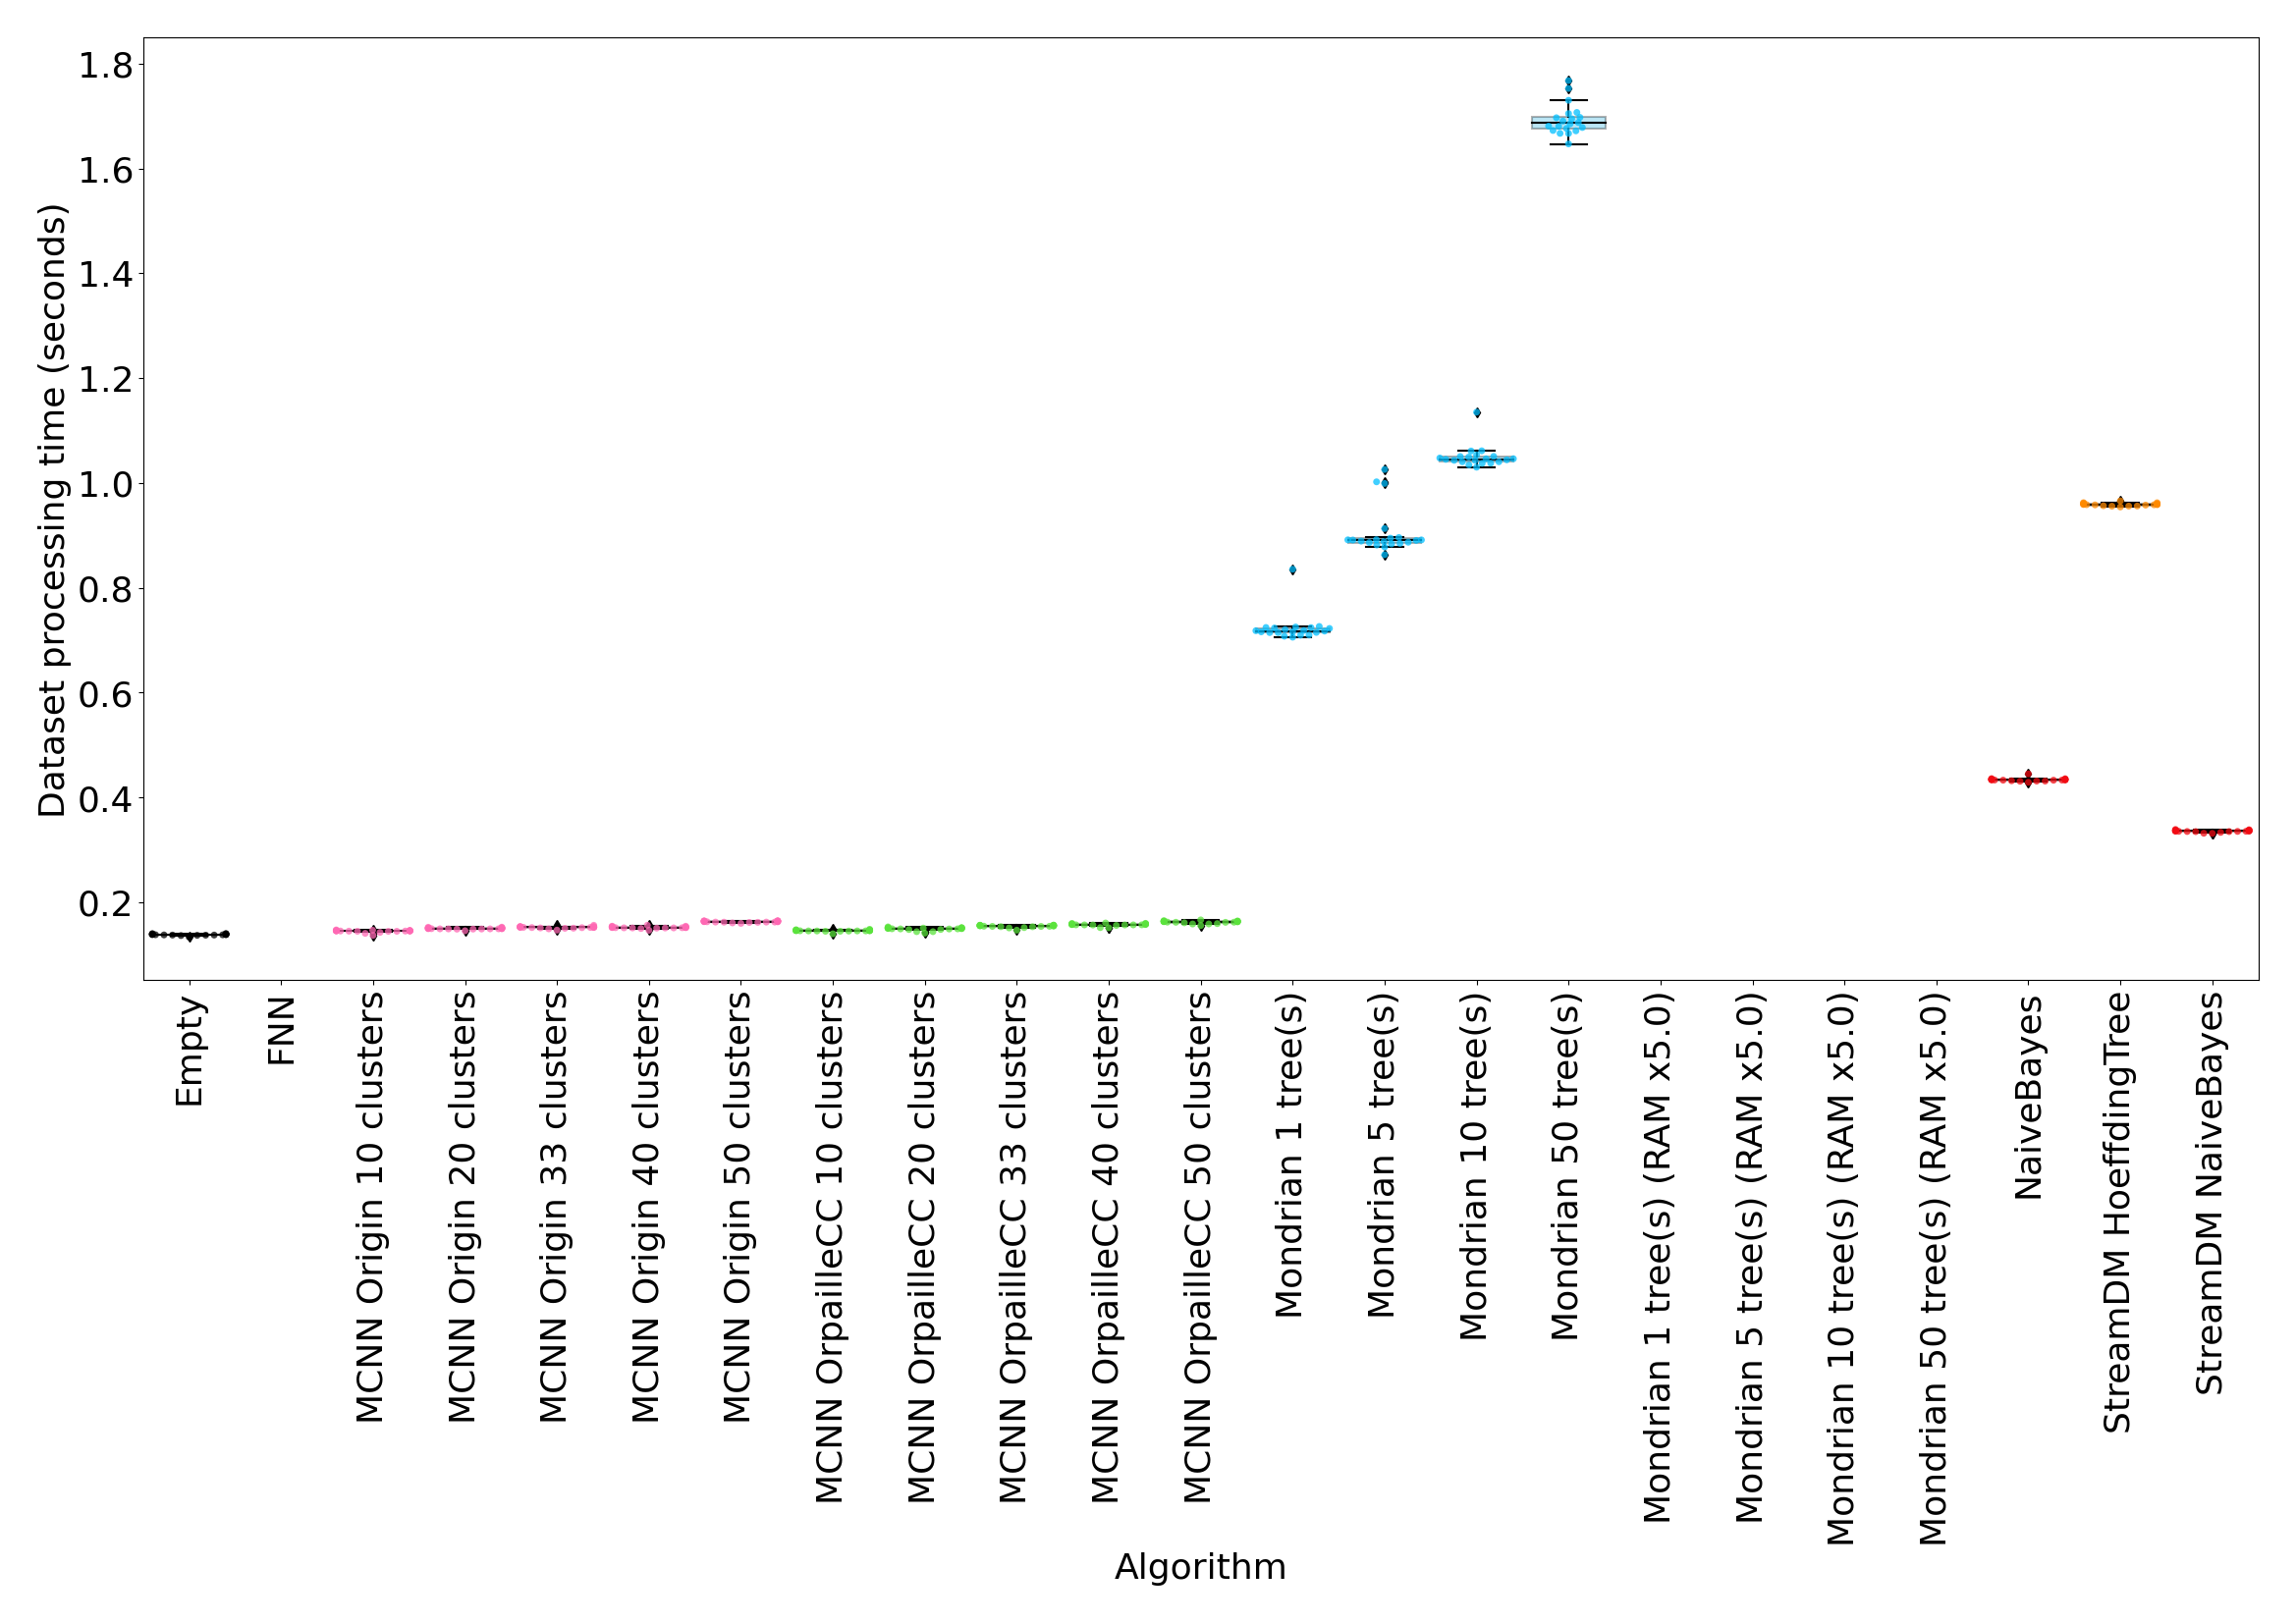 Dataset processing time (seconds)
1.8
1.6
1.4
1.2
1.0
0.8
0.6
0.4
0.2
Empty
FNN
MCNN Origin 10 clusters
MCNN Origin 20 clusters
MCNN Origin 33 clusters
MCNN Origin 40 clusters
MCNN Origin 50 clusters
MCNN OrpailleCC 10 clusters
MCNN OrpailleCC 20 clusters
MCNN OrpailleCC 33 clusters
MCNN OrpailleCC 40 clusters
MCNN OrpailleCC 50 clusters
Mondrian 1 tree(s)
Mondrian 5 tree(s)
Mondrian 10 tree(s)
Mondrian 50 tree(s)
Mondrian 1 tree(s) (RAM x5.0)
Mondrian 5 tree(s) (RAM x5.0)
Mondrian 10 tree(s) (RAM x5.0)
Mondrian 50 tree(s) (RAM x5.0)
NaiveBayes
StreamDM HoeffdingTree
StreamDM NaiveBayes
Algorithm